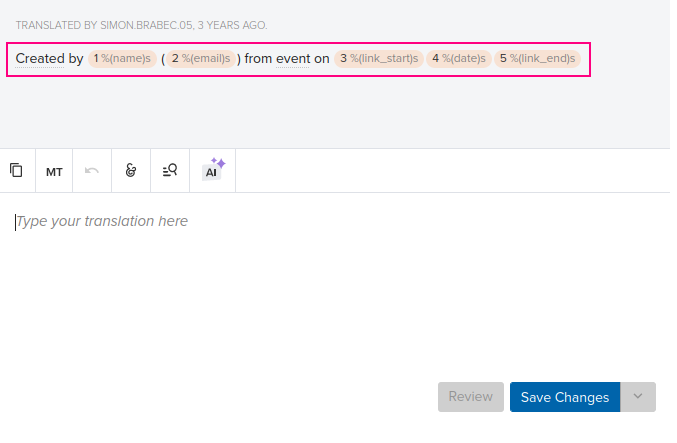 TRANSLATED BY SIMON.BRABEC.05, 3 YEARS AGO.
Created by 1 %(name)s ( 2 %(email)s ) from event on 3 %(link_start)s 4 %(date)s 5 %(link_end)s
MT AI
Type your translation here
Review Save Changes